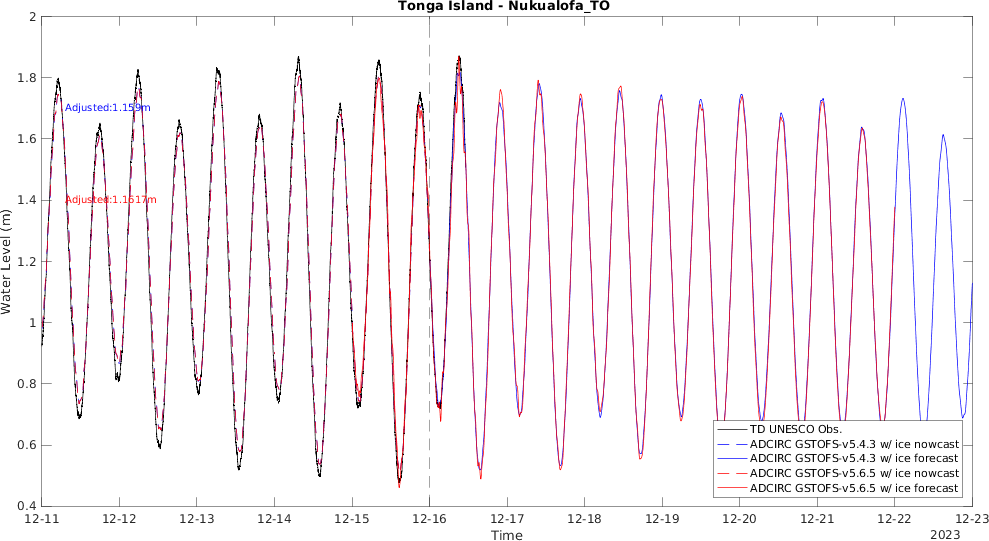 Tonga Island - Nukualofa_TO
2
1.8
Adjusted:1.159m
1.6
1.4
Adjusted:1.1517m
1.2
1
0.8
0.6
0.4
Water Level (m)
TD UNESCO Obs.
ADCIRC GSTOFS-v5.4.3 w/ ice nowcast
ADCIRC GSTOFS-v5.4.3 w/ ice forecast
ADCIRC GSTOFS-v5.6.5 w/ ice nowcast
ADCIRC GSTOFS-v5.6.5 w/ ice forecast
12-11 12-12 12-13 12-14 12-15 12-16 12-17 12-18 12-19 12-20 12-21 12-22 12-23
Time
2023